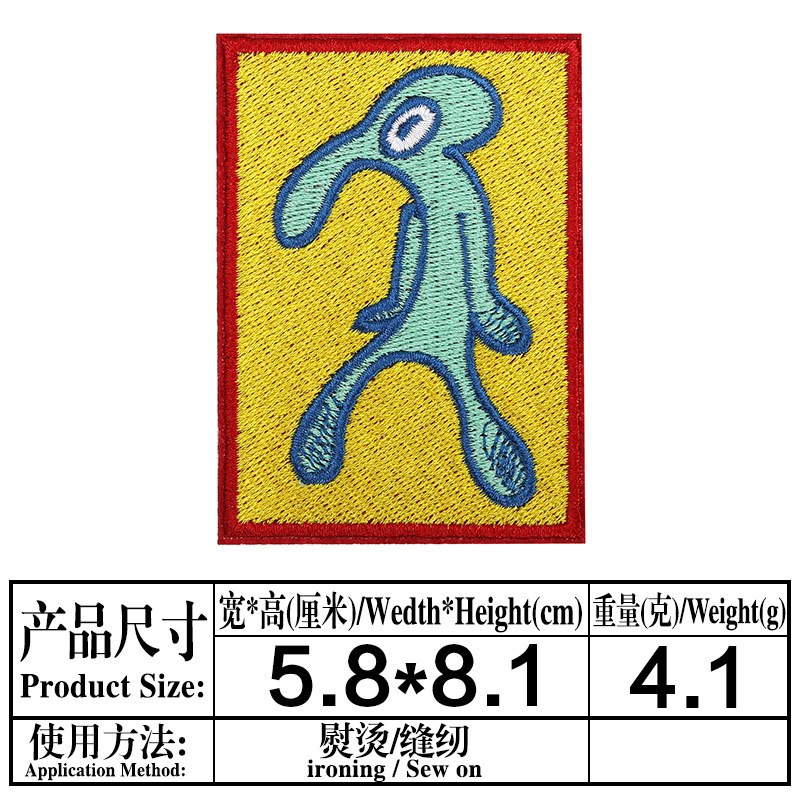 产品尺寸
Product Size:
宽*高(厘米)/Wedth*Height(cm)
重量(克)/Weight(g)
5.8*8.1
4.1
使用方法:
Application Method:
熨烫/缝纫
ironing / Sew on